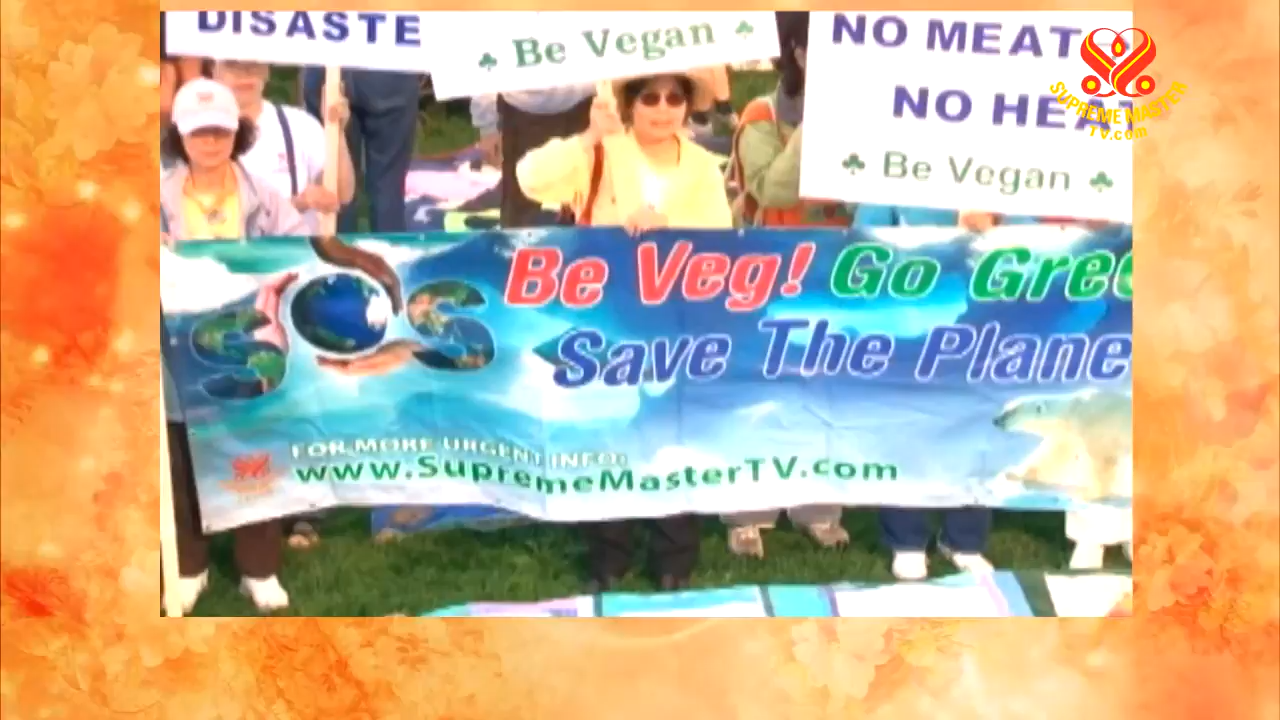 DISASTE
♣ Be Vegan ♣
NO MEAT
NO HEAT
♣ Be Vegan ♣
SUPREME MASTER
TV.com
SOS
Be Veg! Go Gree
Save The Plane
FOR MORE URGENT INFO:
www.SupremeMasterTV.com